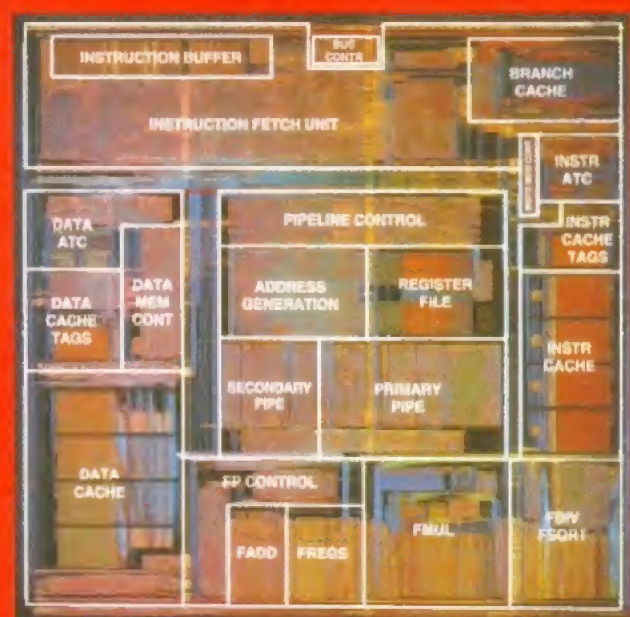 INSTRUCTION BUFFER
BUS
CONTR
BRANCH
CACHE
INSTRUCTION FETCH UNIT
INSTR
ATC
DATA
ATC
PIPELINE CONTROL
INSTR
CACHE
TAGS
DATA
CACHE
TAGS
DATA
MEM
CONT
ADDRESS
GENERATION
REGISTER
FILE
INSTR
CACHE
SECONDARY
PIPE
PRIMARY
PIPE
DATA
CACHE
FP CONTROL
FADD
FREGS
FMUL
FDIV
FSQRT